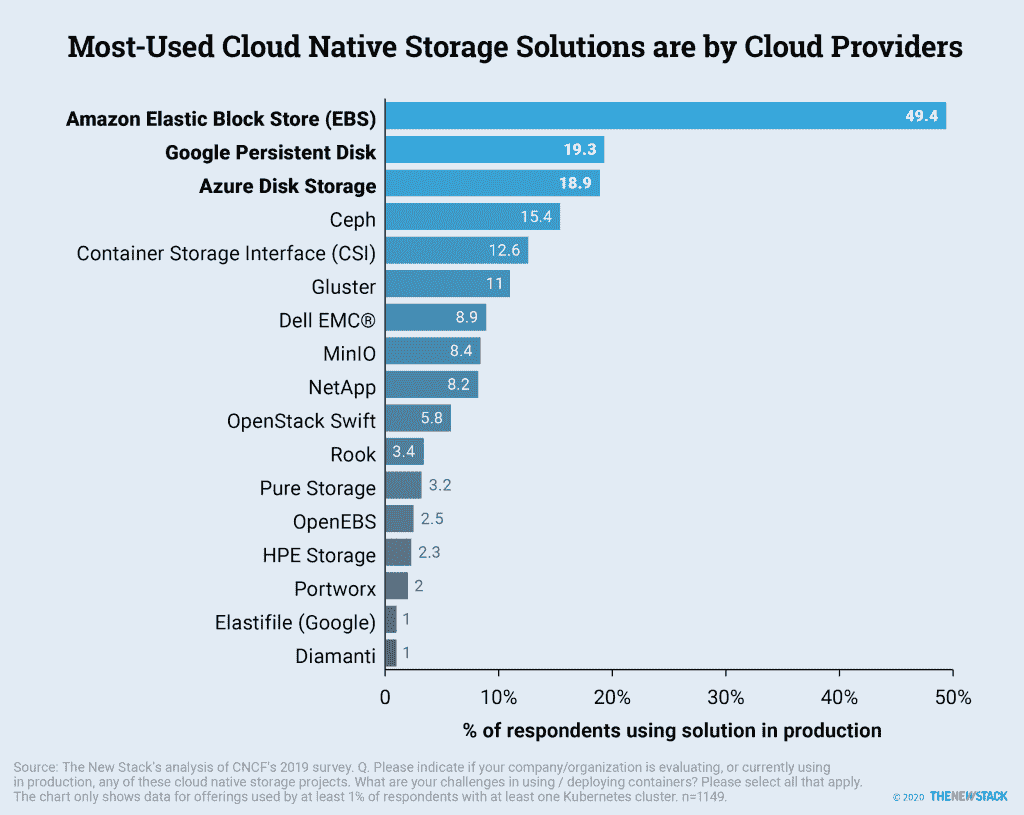 Most-Used Cloud Native Storage Solutions are by Cloud Providers
Amazon Elastic Block Store (EBS) 49.4
Google Persistent Disk 19.3
Azure Disk Storage 18.9
Ceph 15.4
Container Storage Interface (CSI) 12.6
Gluster 11
Dell EMC® 8.9
MinIO 8.4
NetApp 8.2
OpenStack Swift 5.8
Rook 3.4
Pure Storage 3.2
OpenEBS 2.5
HPE Storage 2.3
Portworx 2
Elastifile (Google) 1
Diamanti 1
0 10% 20% 30% 40% 50%
% of respondents using solution in production
Source: The New Stack's analysis of CNCF's 2019 survey. Q. Please indicate if your company/organization is evaluating, or currently using
in production, any of these cloud native storage projects. What are your challenges in using / deploying containers? Please select all that apply.
The chart only shows data for offerings used by at least 1% of respondents with at least one Kubernetes cluster. n=1149.
© 2020 THENEWSTACK